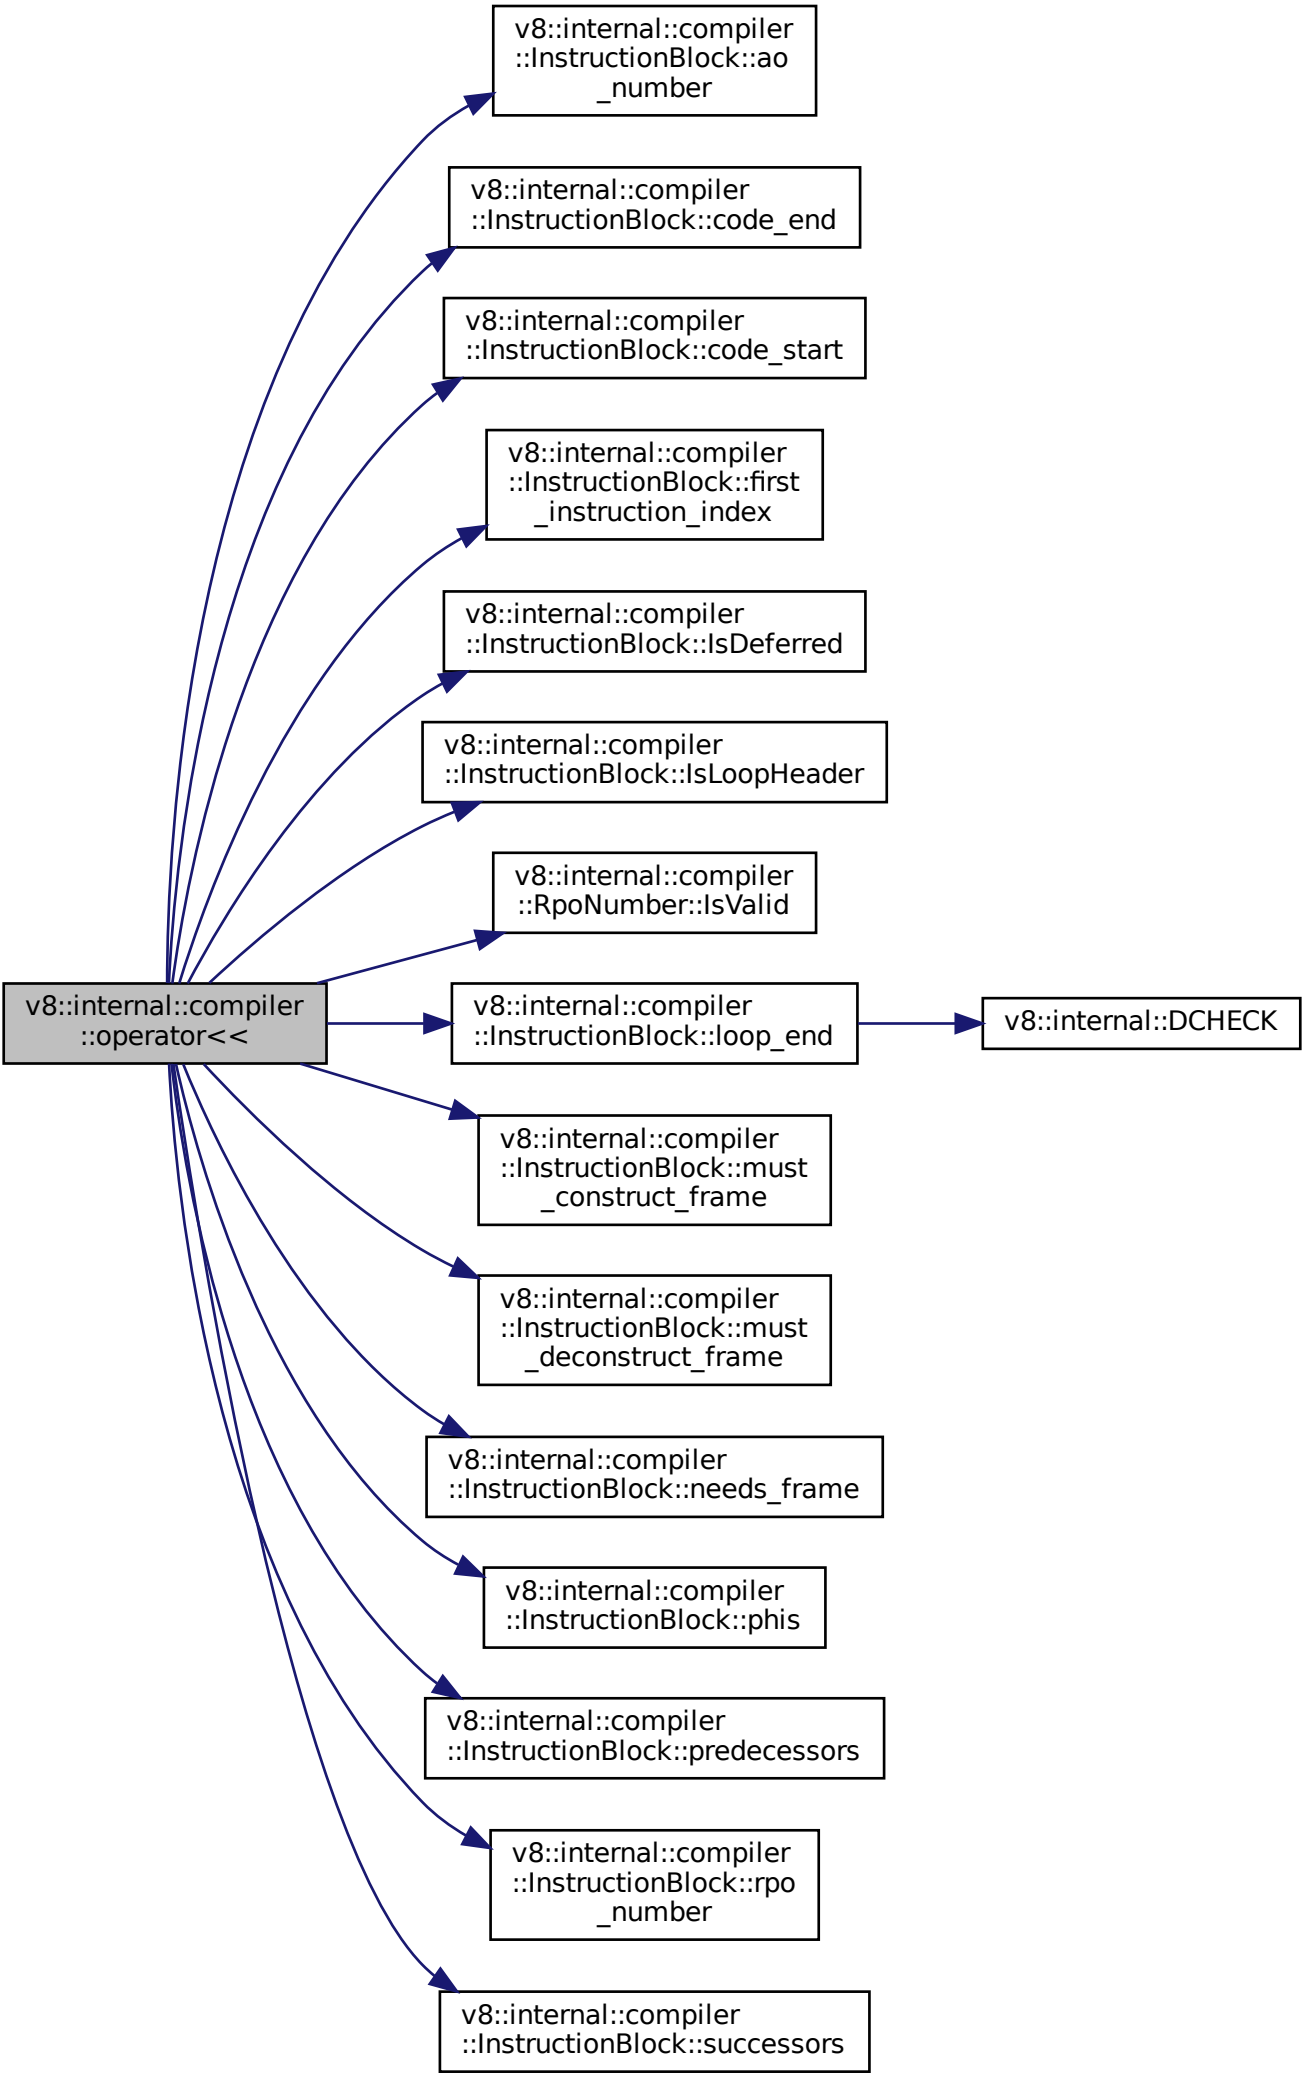 v8::internal::compiler
::InstructionBlock::ao
_number
v8::internal::compiler
::InstructionBlock::code_end
v8::internal::compiler
::InstructionBlock::code_start
v8::internal::compiler
::InstructionBlock::first
_instruction_index
v8::internal::compiler
::InstructionBlock::IsDeferred
v8::internal::compiler
::InstructionBlock::IsLoopHeader
v8::internal::compiler
::RpoNumber::IsValid
v8::internal::compiler
::operator<<
v8::internal::compiler
::InstructionBlock::loop_end
v8::internal::DCHECK
v8::internal::compiler
::InstructionBlock::must
_construct_frame
v8::internal::compiler
::InstructionBlock::must
_deconstruct_frame
v8::internal::compiler
::InstructionBlock::needs_frame
v8::internal::compiler
::InstructionBlock::phis
v8::internal::compiler
::InstructionBlock::predecessors
v8::internal::compiler
::InstructionBlock::rpo
_number
v8::internal::compiler
::InstructionBlock::successors